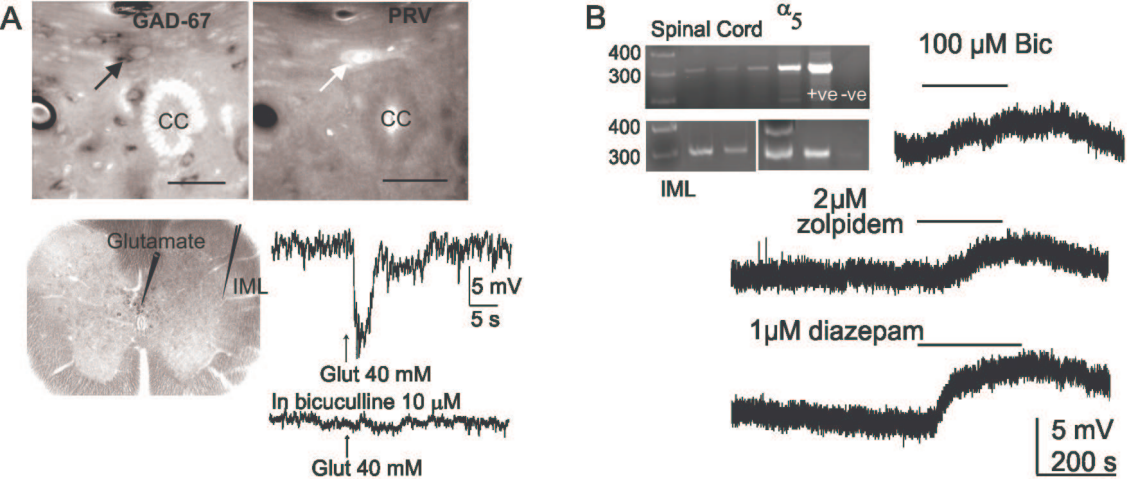 A
GAD-67
CC
PRV
CC
Glutamate
IML
5 mV
5 s
Glut 40 mM
In bicuculline 10 µM
Glut 40 mM
B
Spinal Cord
α5
400
300
+ve -ve
400
300
IML
100 µM Bic
2µM
zolpidem
1µM diazepam
5 mV
200 s